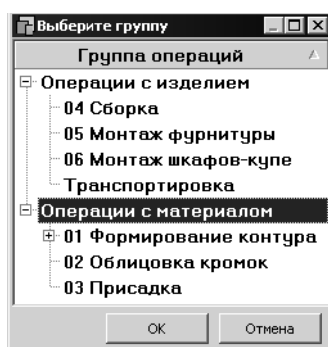 Выберите группу
Группа операций
Операции с изделием
04 Сборка
05 Монтаж фурнитуры
06 Монтаж шкафов-купе
Транспортировка
Операции с материалом
01 Формирование контура
02 Облицовка кромок
03 Присадка
OK Отмена